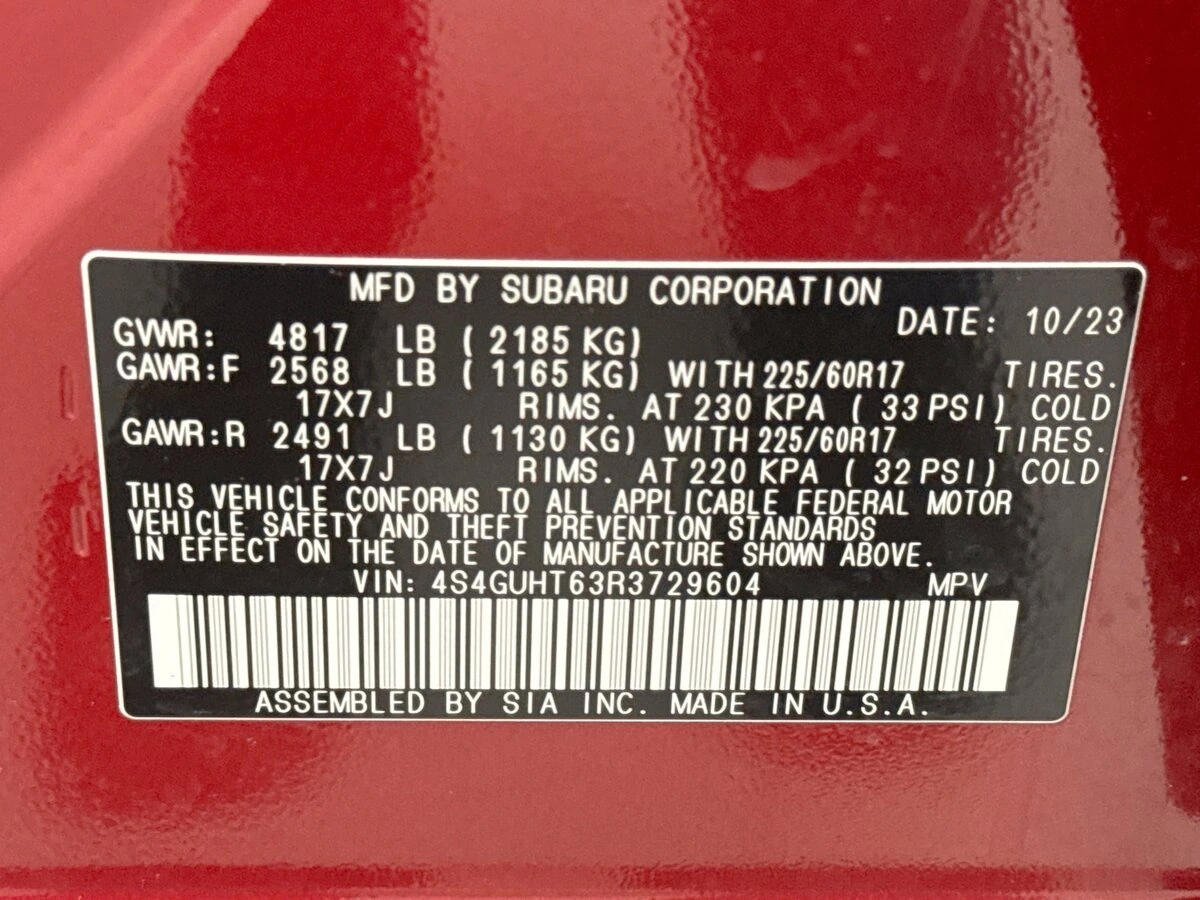 MFD BY SUBARU CORPORATION
DATE: 10/23
GVWR: 4817 LB ( 2185 KG)
GAWR:F 2568 LB ( 1165 KG) WITH 225/60R17 TIRES.
17X7J RIMS. AT 230 KPA ( 33 PSI) COLD
GAWR:R 2491 LB ( 1130 KG) WITH 225/60R17 TIRES.
17X7J RIMS. AT 220 KPA ( 32 PSI) COLD
THIS VEHICLE CONFORMS TO ALL APPLICABLE FEDERAL MOTOR
VEHICLE SAFETY AND THEFT PREVENTION STANDARDS
IN EFFECT ON THE DATE OF MANUFACTURE SHOWN ABOVE.
VIN: 4S4GUHT63R3729604 MPV
ASSEMBLED BY SIA INC. MADE IN U.S.A.